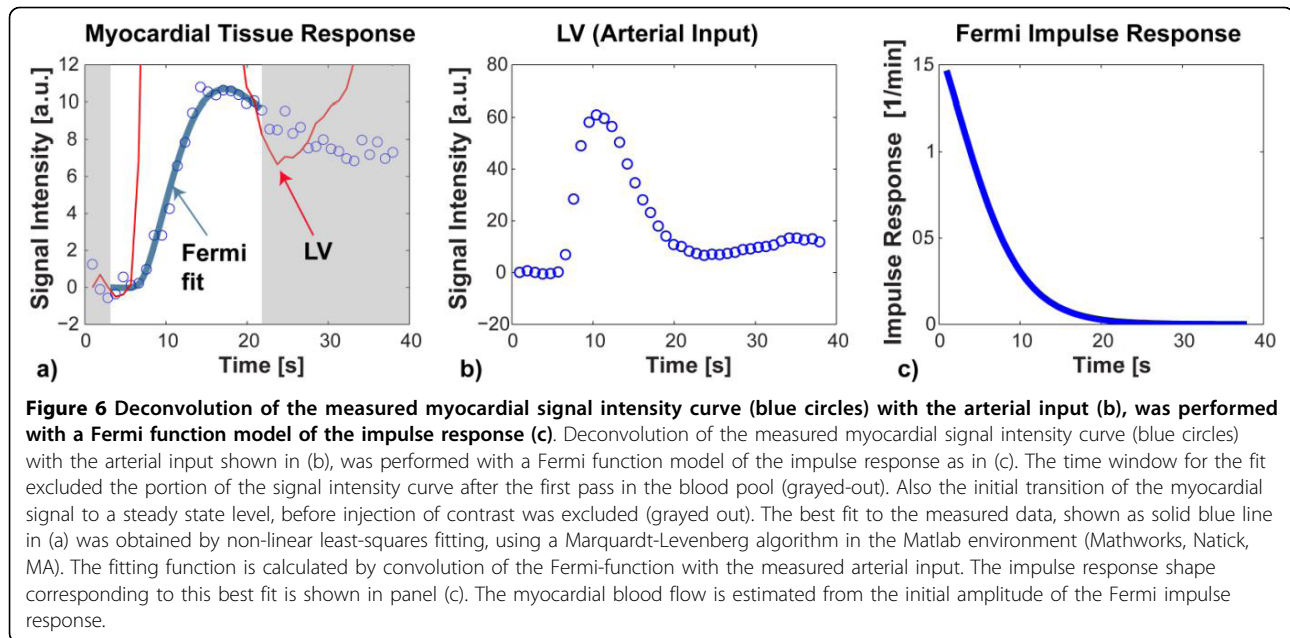 Myocardial Tissue Response
LV (Arterial Input)
Fermi Impulse Response
Signal Intensity [a.u.]
12
10
8
6
4
2
0
−2
Fermi
fit
LV
0
10
20
30
40
Time [s]
a)
Signal Intensity [a.u.]
80
60
40
20
0
−20
0
10
20
30
40
Time [s]
b)
Impulse Response [1/min]
15
1
05
0
0
10
20
30
40
Time [s]
c)
Figure 6 Deconvolution of the measured myocardial signal intensity curve (blue circles) with the arterial input (b), was performed
with a Fermi function model of the impulse response (c). Deconvolution of the measured myocardial signal intensity curve (blue circles)
with the arterial input shown in (b), was performed with a Fermi function model of the impulse response as in (c). The time window for the fit
excluded the portion of the signal intensity curve after the first pass in the blood pool (grayed-out). Also the initial transition of the myocardial
signal to a steady state level, before injection of contrast was excluded (grayed out). The best fit to the measured data, shown as solid blue line
in (a) was obtained by non-linear least-squares fitting, using a Marquardt-Levenberg algorithm in the Matlab environment (Mathworks, Natick,
MA). The fitting function is calculated by convolution of the Fermi-function with the measured arterial input. The impulse response shape
corresponding to this best fit is shown in panel (c). The myocardial blood flow is estimated from the initial amplitude of the Fermi impulse
response.